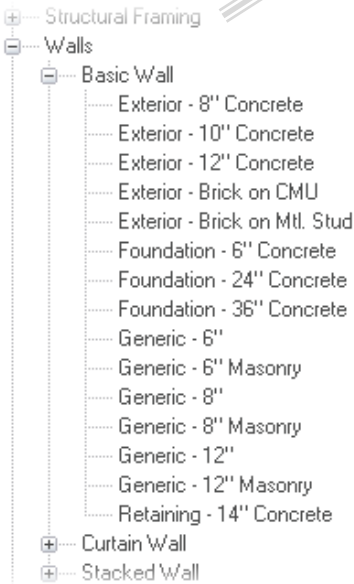 Structural Framing
Walls
Basic Wall
Exterior - 8" Concrete
Exterior - 10" Concrete
Exterior - 12" Concrete
Exterior - Brick on CMU
Exterior - Brick on Mtl. Stud
Foundation - 6" Concrete
Foundation - 24" Concrete
Foundation - 36" Concrete
Generic - 6"
Generic - 6" Masonry
Generic - 8"
Generic - 8" Masonry
Generic - 12"
Generic - 12" Masonry
Retaining - 14" Concrete
Curtain Wall
Stacked Wall